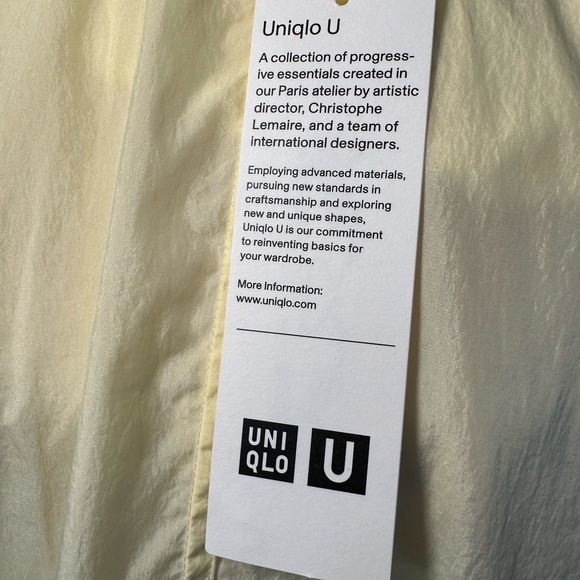 Uniqlo U
A collection of progress-
ive essentials created in
our Paris atelier by artistic
director, Christophe
Lemaire, and a team of
international designers.
Employing advanced materials,
pursuing new standards in
craftsmanship and exploring
new and unique shapes,
Uniqlo U is our commitment
to reinventing basics for
your wardrobe.
More Information:
www.uniqlo.com
UNI
QLO
U